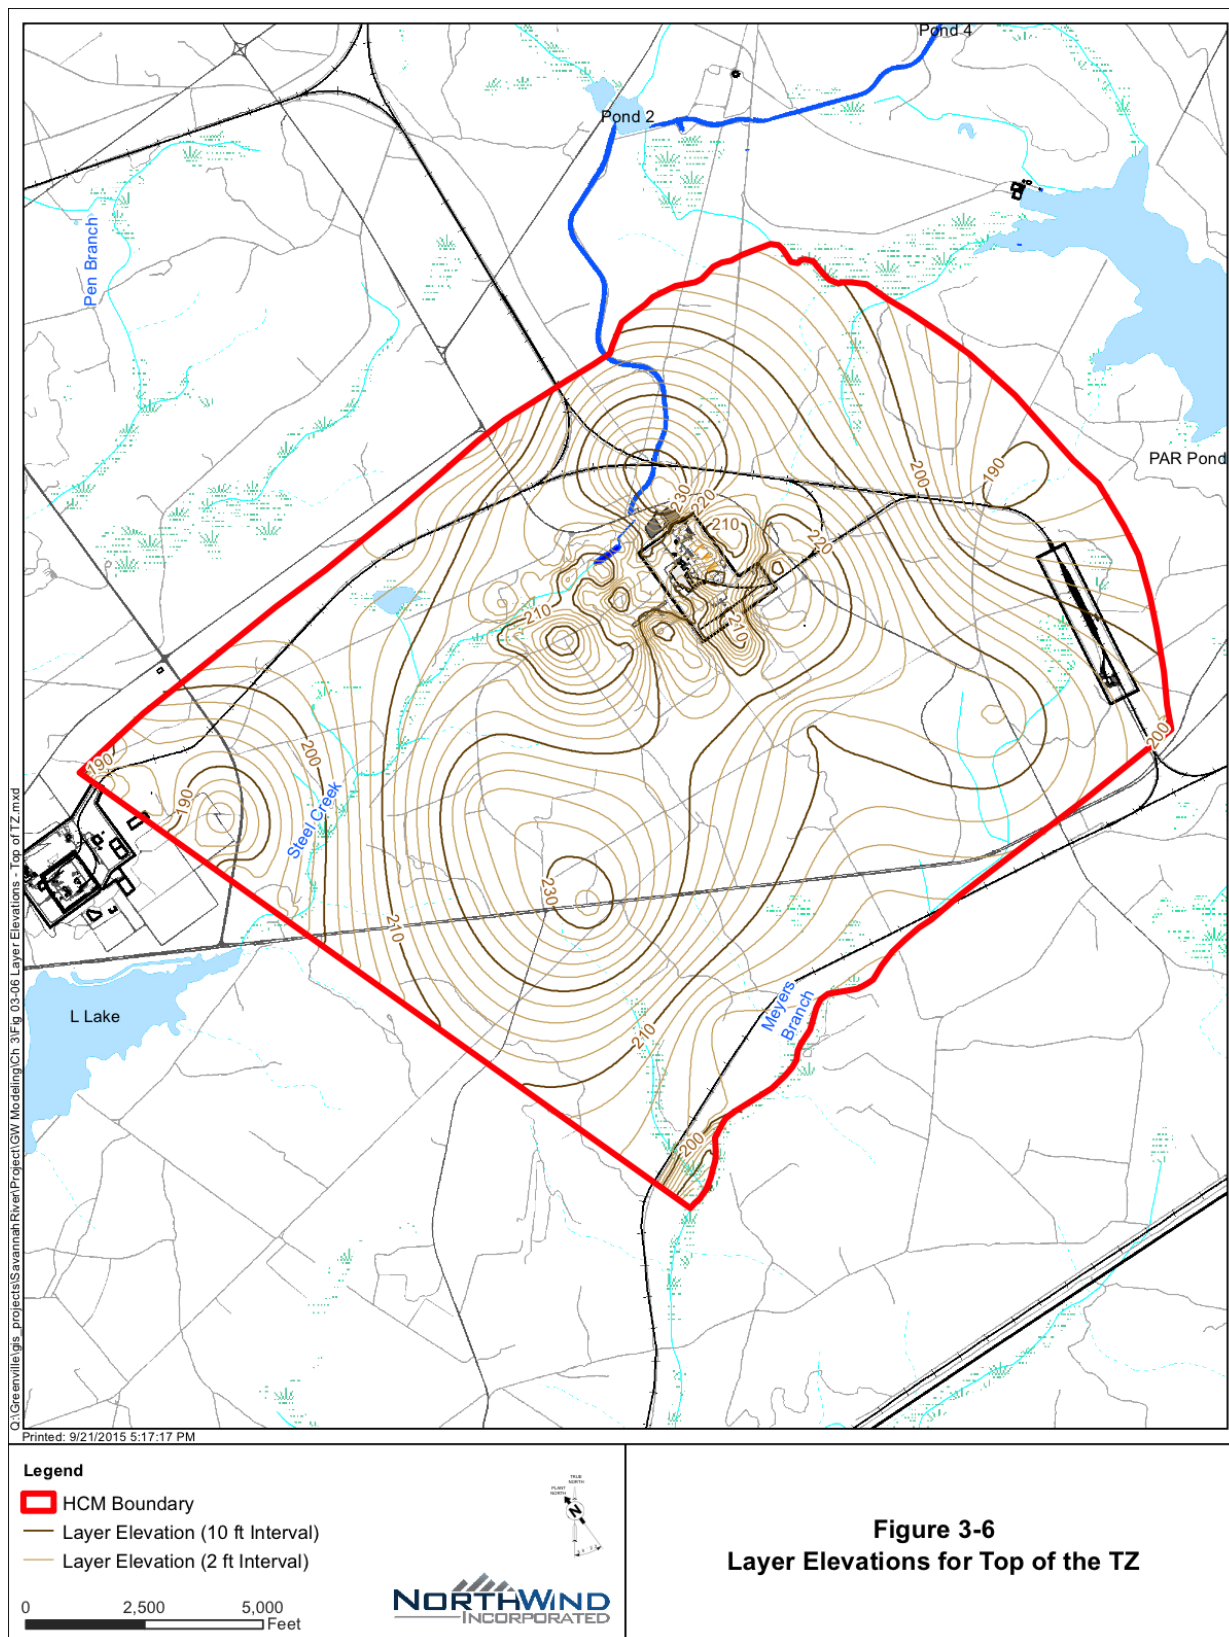 Pond 4
Pond 2
Pen Branch
PAR Pond
200
190
230
220
210
220
210
210
200
190
190
Steel Creek
200
230
210
L Lake
Meyers
Branch
210
200
Q:\Greenville\gis_projects\SavannahRiver\Project\GW Modeling\Ch 3\Fig 03-06 Layer Elevations - Top of TZ.mxd
Printed: 9/21/2015 5:17:17 PM
Legend
HCM Boundary
Layer Elevation (10 ft Interval)
Layer Elevation (2 ft Interval)
0 2,500 5,000
Feet
TRUE
NORTH
PLANT
NORTH
N
NORTHWIND
INCORPORATED
Figure 3-6
Layer Elevations for Top of the TZ